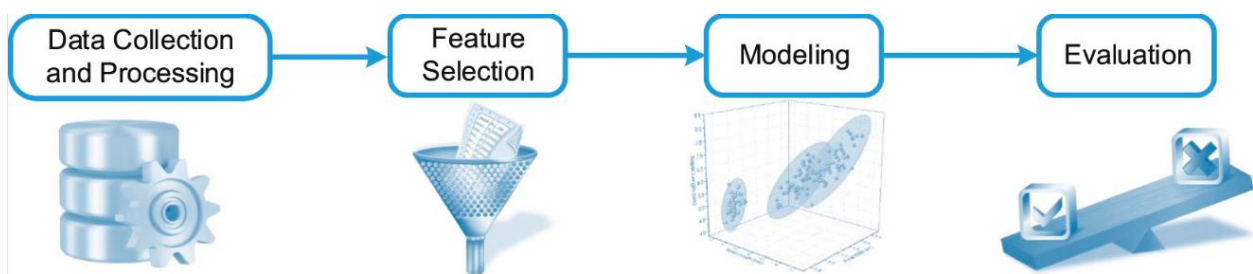 Data Collection
and Processing
Feature
Selection
Modeling
Evaluation